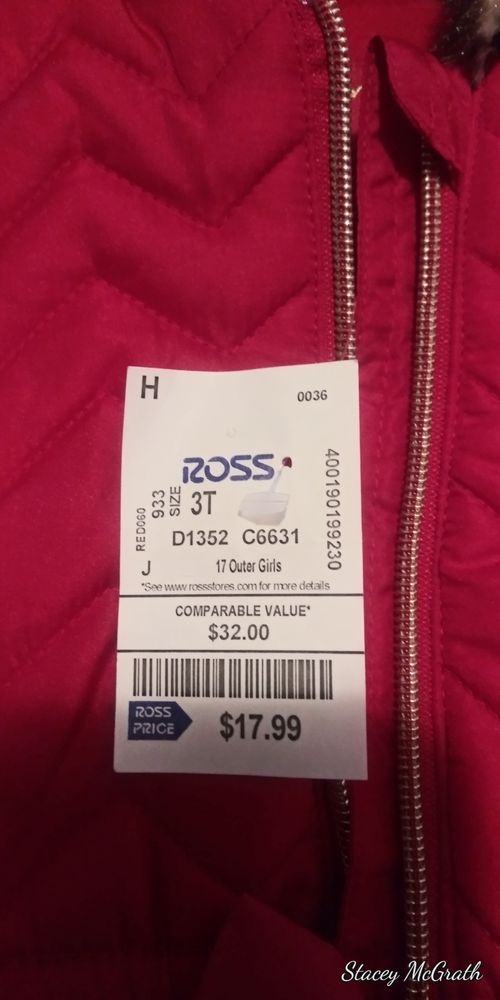 H
0036
ROSS
RED060
933
SIZE
3T
400190199230
D1352 C6631
J
17 Outer Girls
*See www.rossstores.com for more details
COMPARABLE VALUE*
$32.00
ROSS
PRICE
$17.99
Stacey McGrath